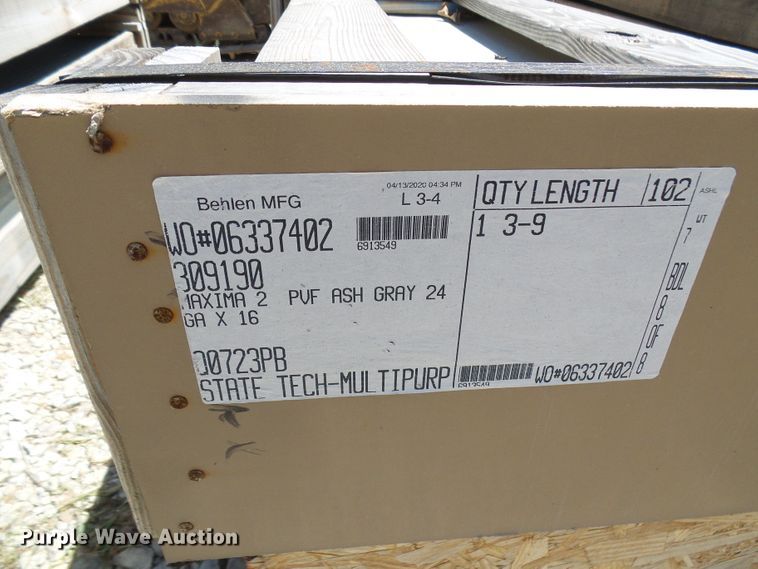 04/13/2020 04:34 PM
Behlen MFG
L 3-4
WO#06337402
6913549
309190
MAXIMA 2 PVF ASH GRAY 24
GA X 16
30723PB
STATE TECH-MULTIPURP
QTY LENGTH 102 ASHL
1 3-9
WT
7
BDL
8
OF
8
6913549
WO#06337402
Purple Wave Auction®